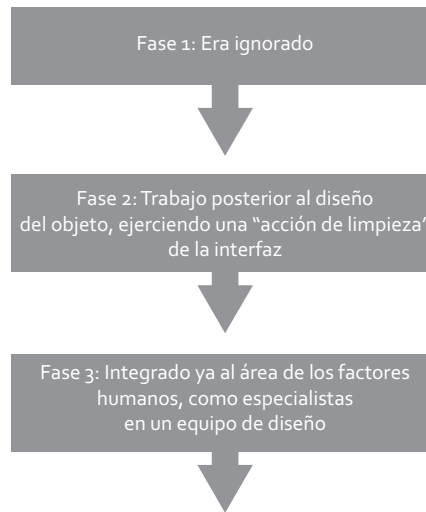 Fase 1: Era ignorado
Fase 2: Trabajo posterior al diseño
del objeto, ejerciendo una “acción de limpieza”
de la interfaz
Fase 3: Integrado ya al área de los factores
humanos, como especialistas
en un equipo de diseño